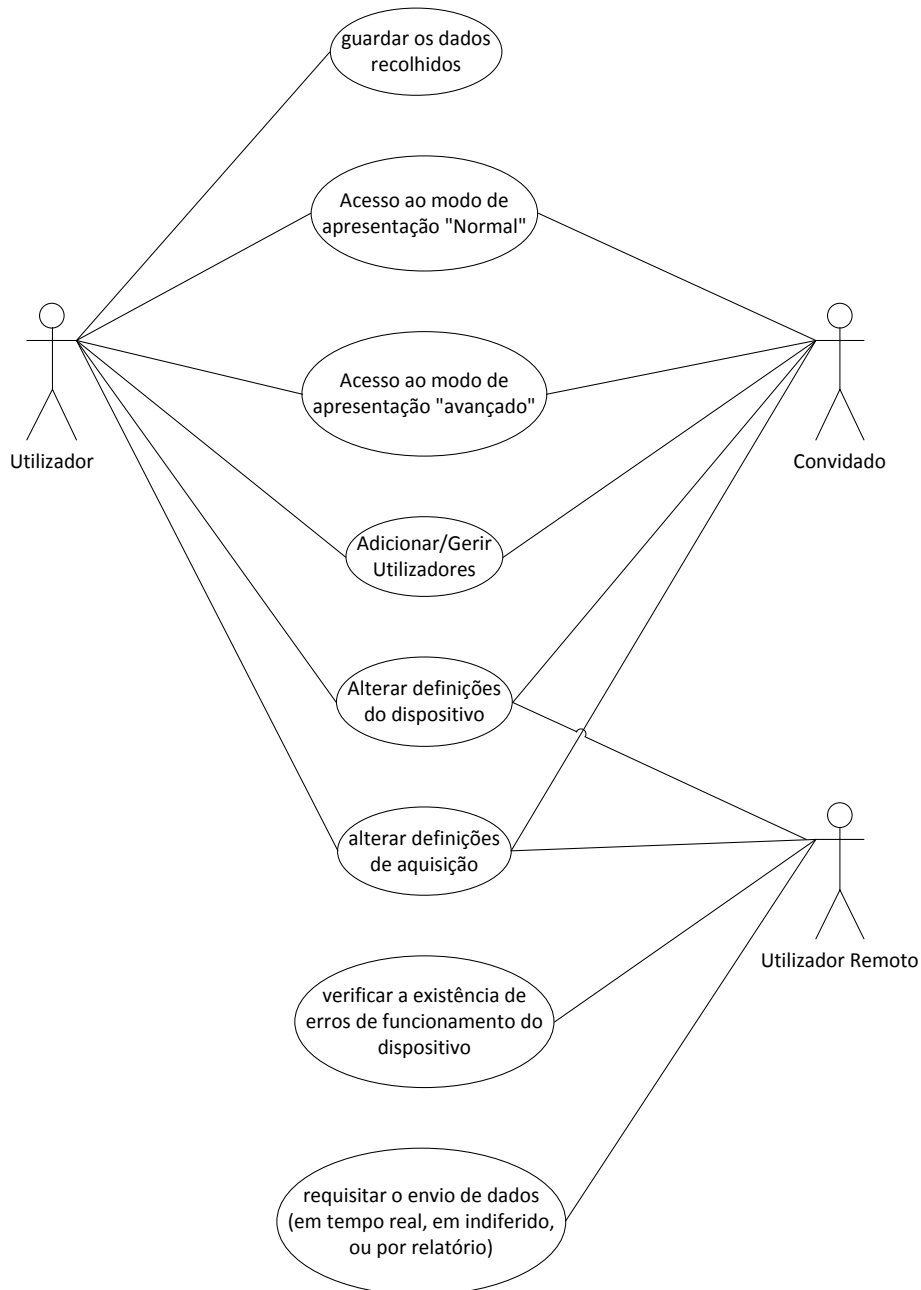 guardar os dados
recolhidos
Acesso ao modo de
apresentação "Normal"
Acesso ao modo de
apresentação "avançado"
Utilizador
Convidado
Adicionar/Gerir
Utilizadores
Alterar definições
do dispositivo
alterar definições
de aquisição
Utilizador Remoto
verificar a existência de
erros de funcionamento do
dispositivo
requisitar o envio de dados
(em tempo real, em indiferido,
ou por relatório)